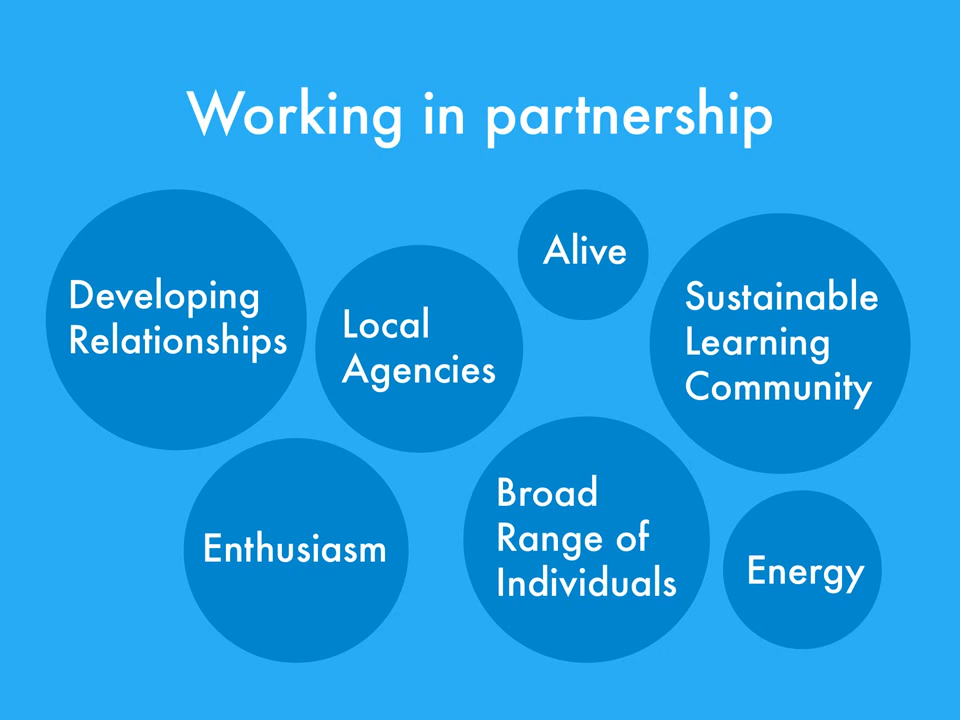 Working in partnership
Developing
Relationships
Local
Agencies
Alive
Sustainable
Learning
Community
Enthusiasm
Broad
Range of
Individuals
Energy